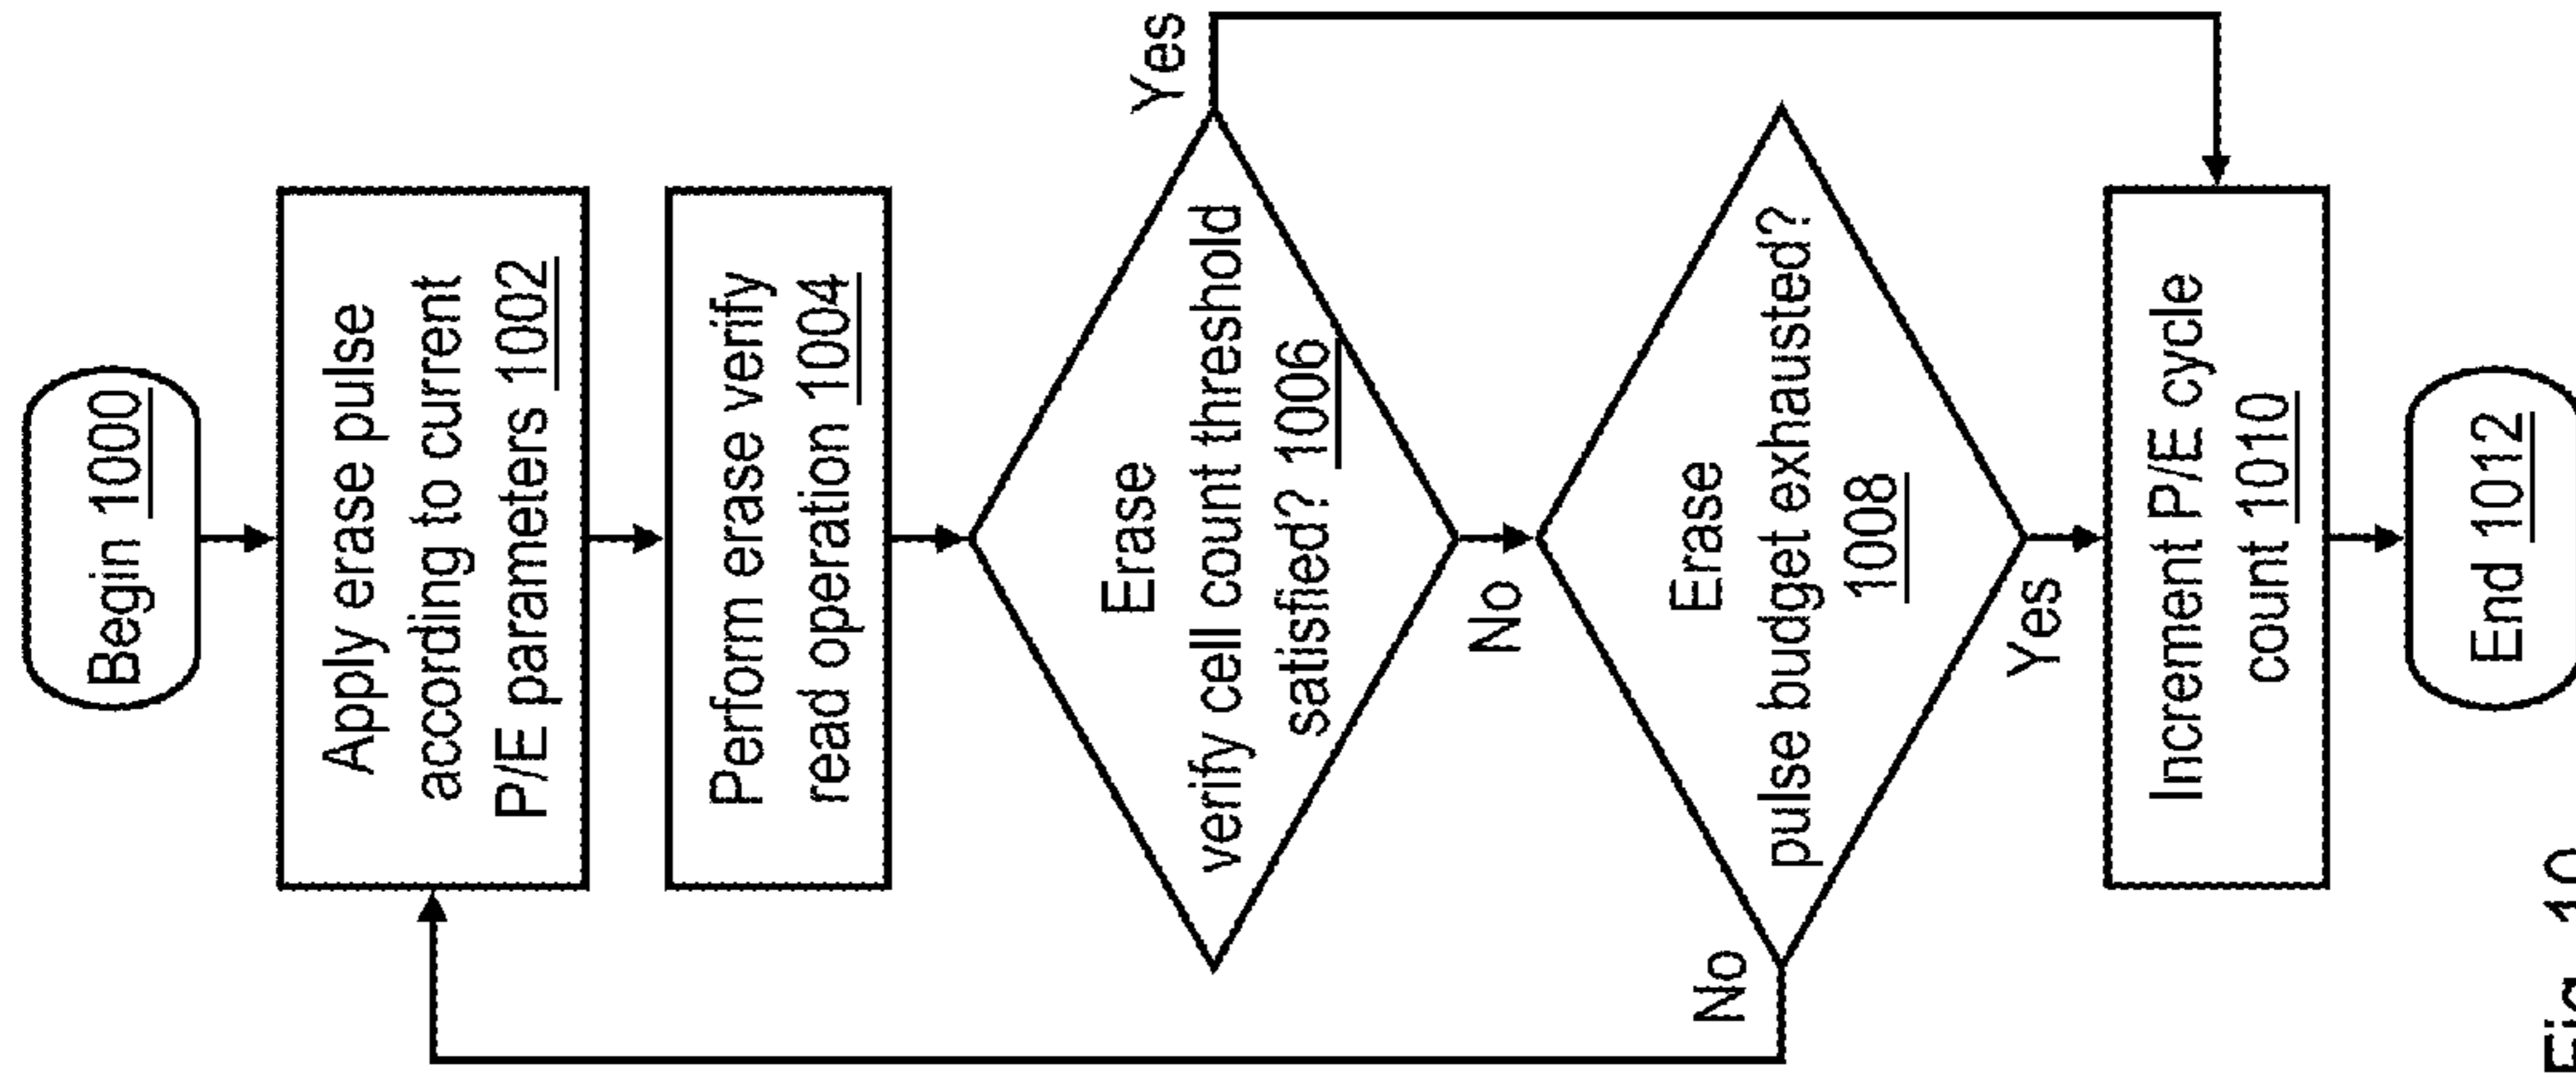 Begin 1000
Apply erase pulse
according to current
P/E parameters 1002
Perform erase verify
read operation 1004
Erase
verify cell count threshold
satisfied? 1006
Yes
No
Erase
pulse budget exhausted?
1008
No
Yes
Increment P/E cycle
count 1010
End 1012
Fig. 10